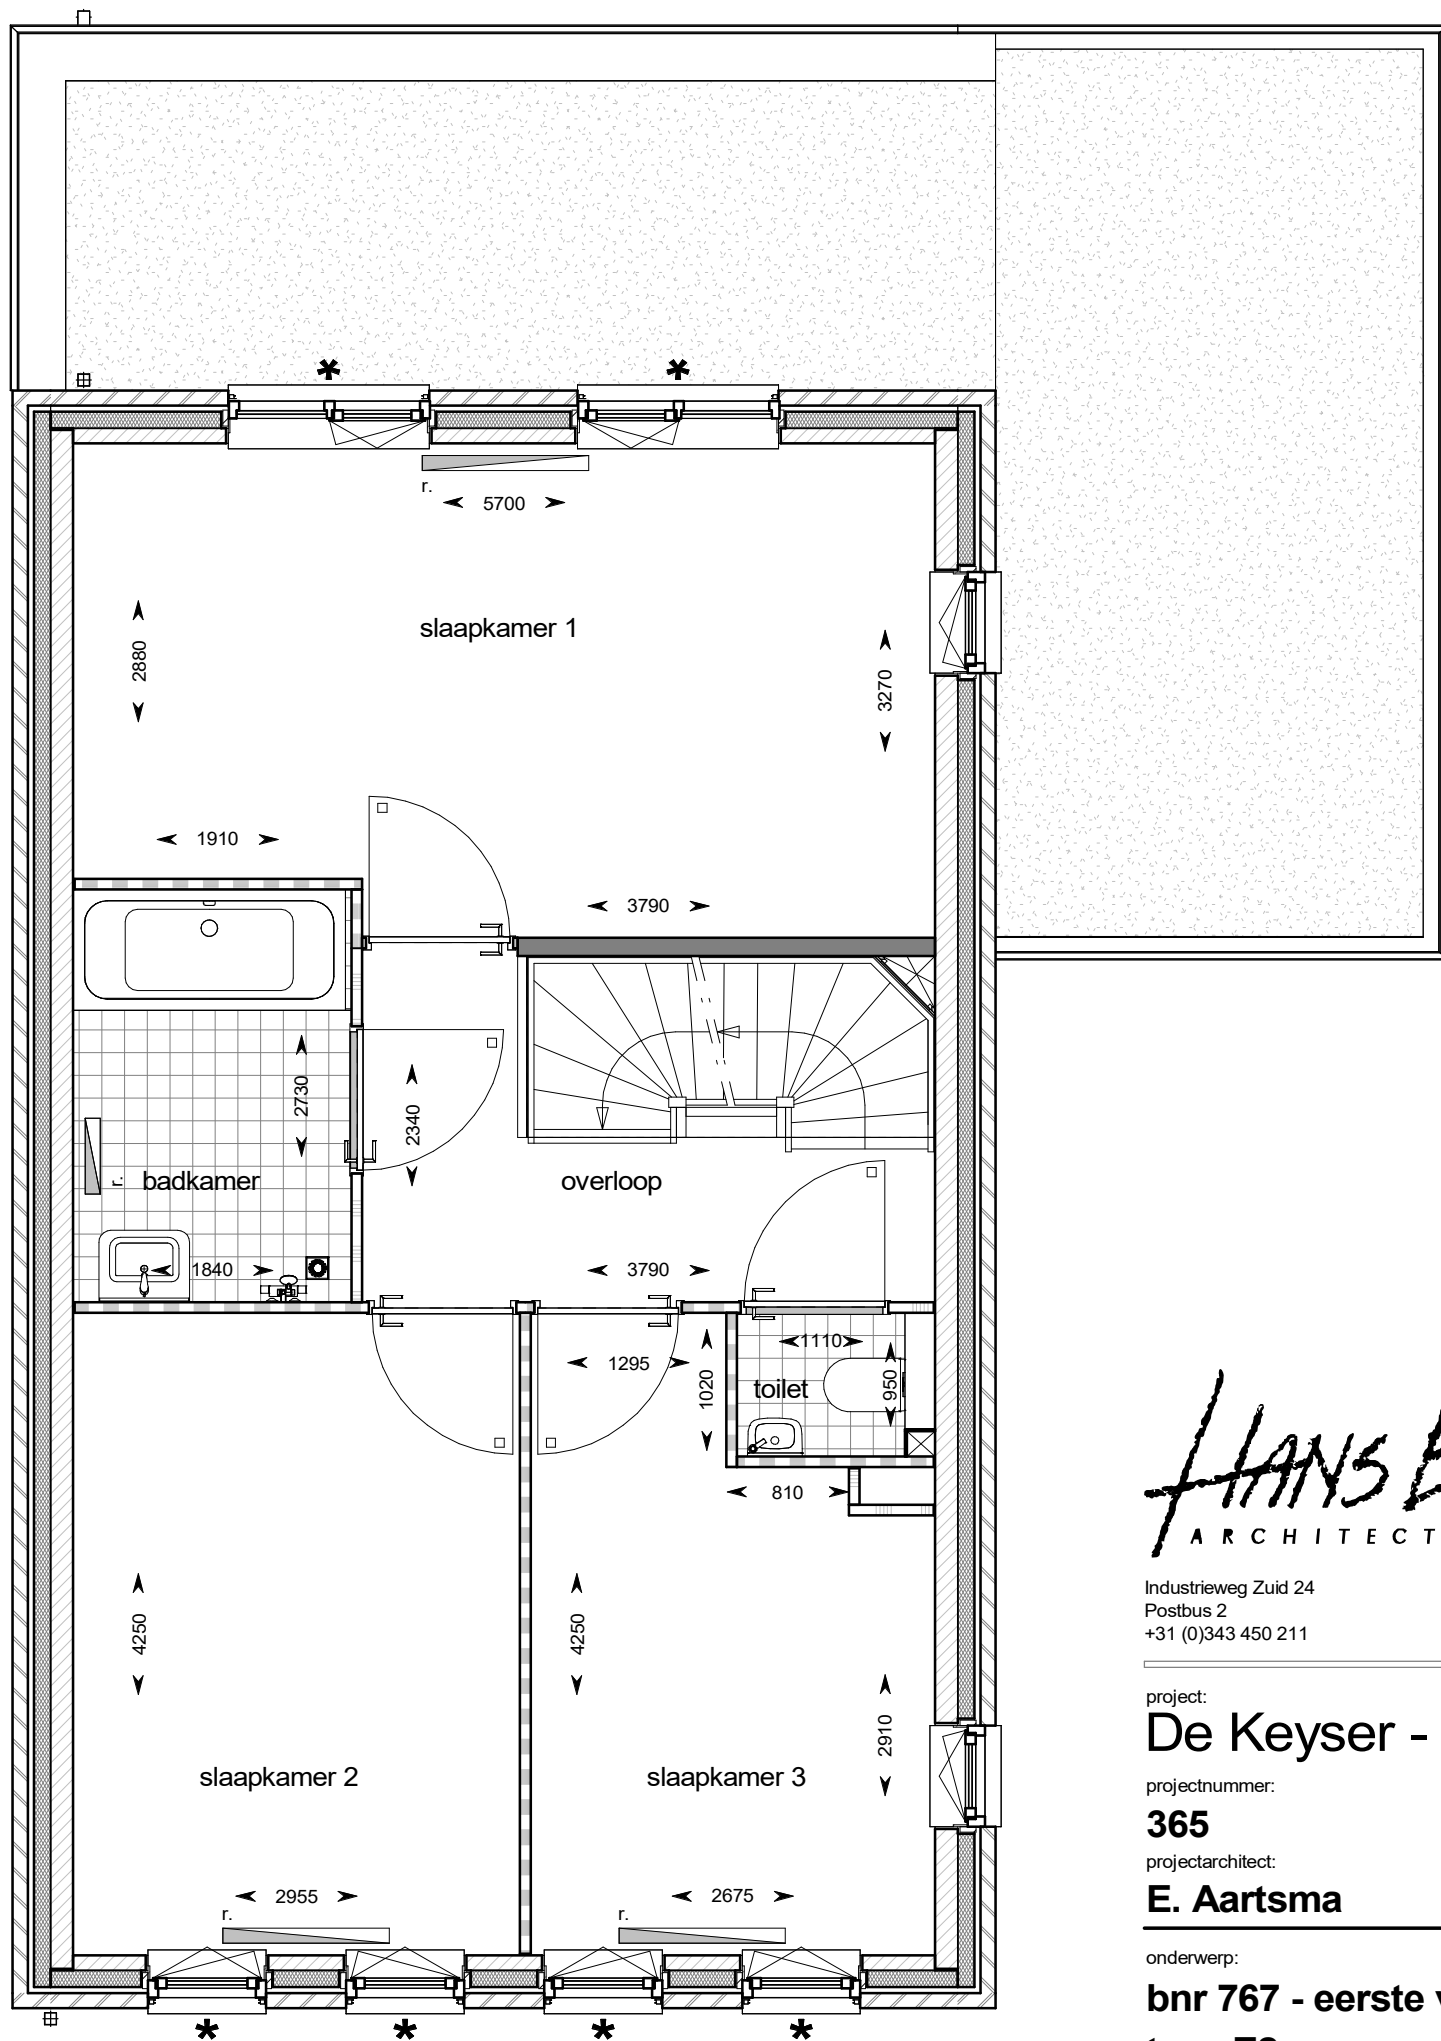 *
*
r.
5700
slaapkamer 1
2880
3270
1910
3790
2730
2340
r.
badkamer
overloop
1840
3790
1110
1295
1020
950
toilet
810
HANS
ARCHITECT
Industrieweg Zuid 24
Postbus 2
+31 (0)343 450 211
4250
4250
2910
project:
De Keyser -
slaapkamer 2
slaapkamer 3
projectnummer:
365
projectarchitect:
E. Aartsma
2955
2675
r.
r.
onderwerp:
bnr 767 - eerste
*
*
*
*